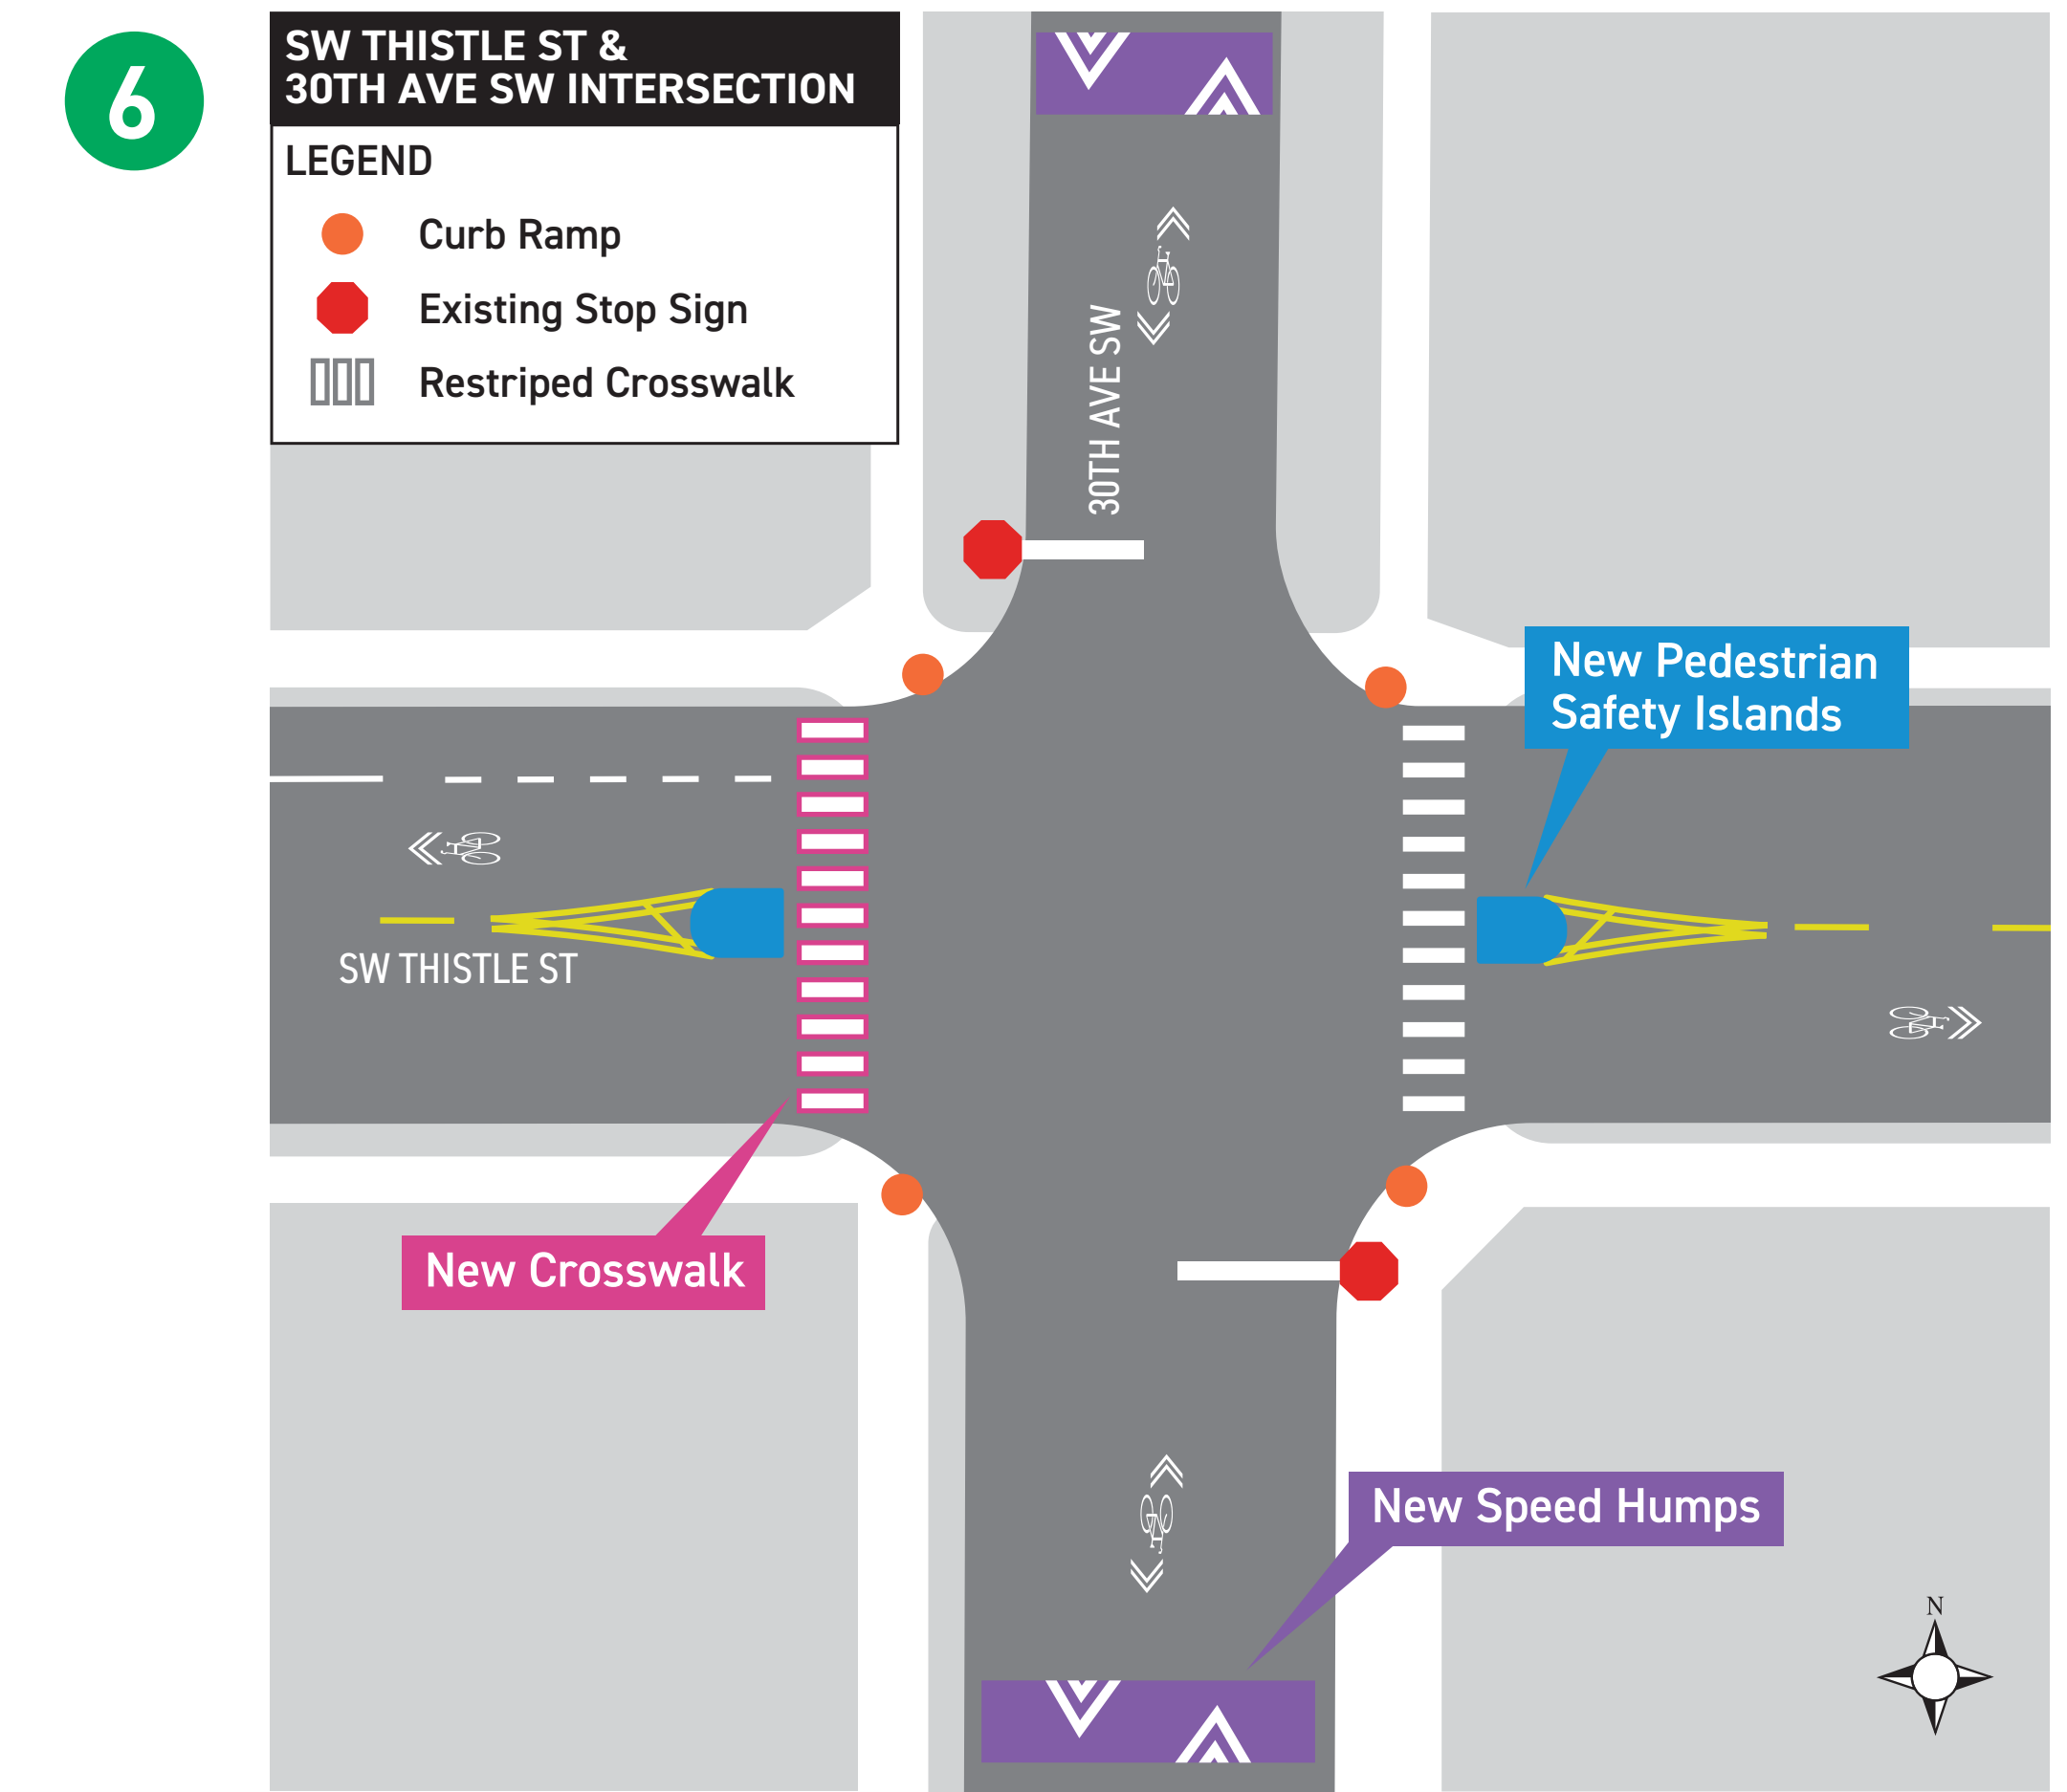 6
SW THISTLE ST &
30TH AVE SW INTERSECTION
LEGEND
Curb Ramp
Existing Stop Sign
Restriped Crosswalk
30TH AVE SW
New Pedestrian
Safety Islands
SW THISTLE ST
New Crosswalk
New Speed Humps
N